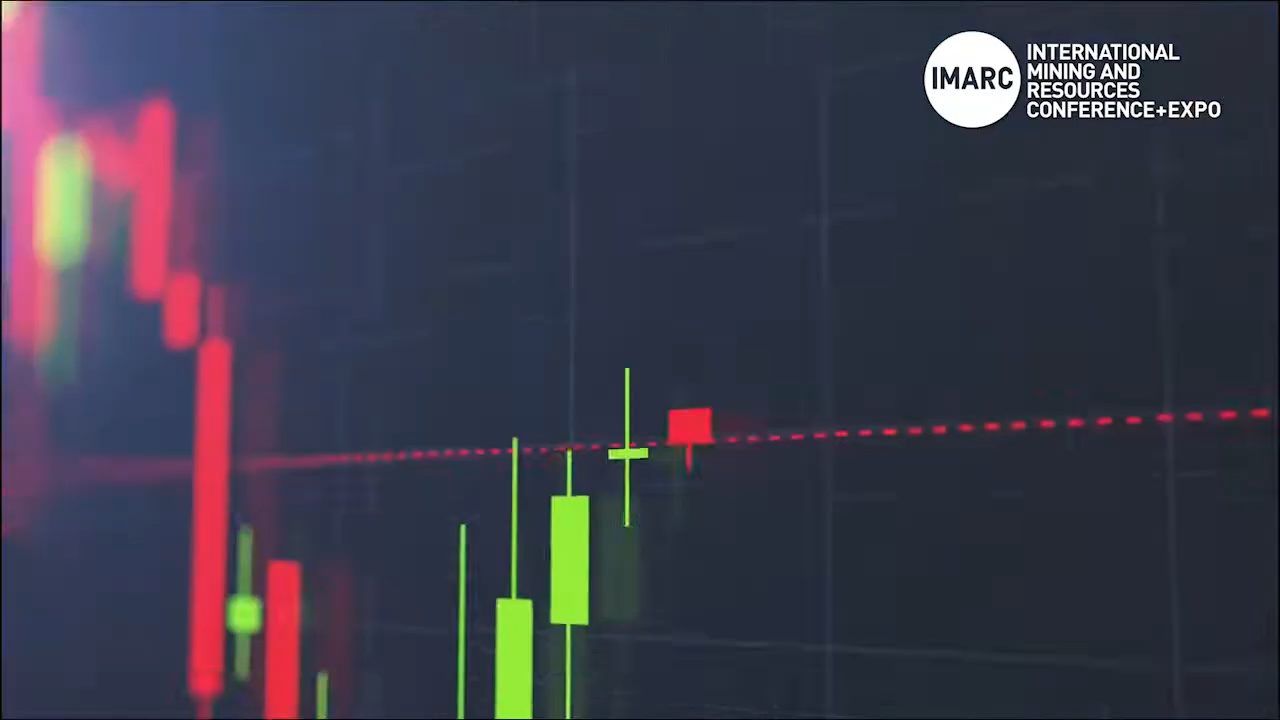 IMARC
INTERNATIONAL
MINING AND
RESOURCES
CONFERENCE+EXPO